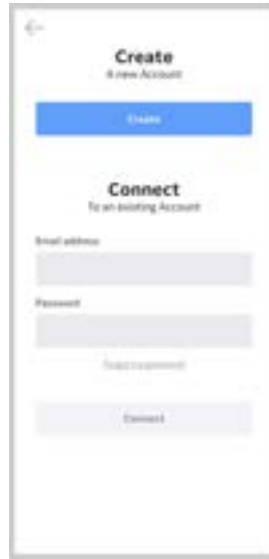 Create
A new Account
Create
Connect
To an existing Account
Email address
Password
Connect